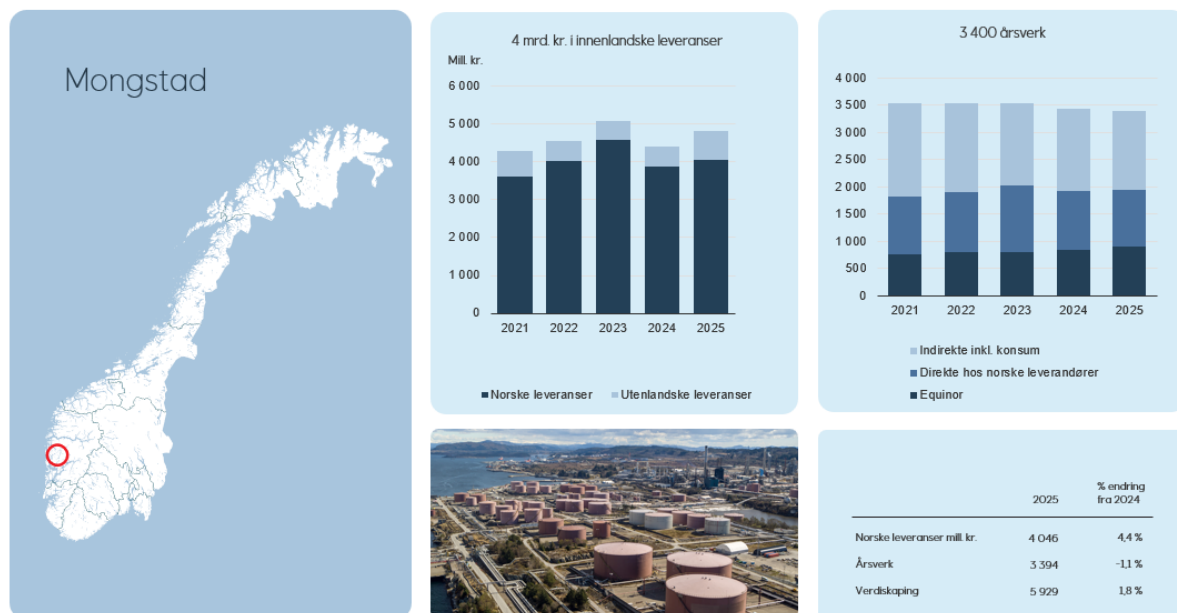 Mongstad
4 mrd. kr. i innenlandske leveranser
Mill. kr.
6 000
5 000
4 000
3 000
2 000
1 000
0
2021 2022 2023 2024 2025
Norske leveranser Utenlandske leveranser
3 400 årsverk
4 000
3 500
3 000
2 500
2 000
1 500
1 000
500
0
2021 2022 2023 2024 2025
Indirekte inkl. konsum
Direkte hos norske leverandører
Equinor
2025 % endring
fra 2024
Norske leveranser mill. kr. 4 046 4,4 %
Årsverk 3 394 -1,1 %
Verdiskaping 5 929 1,8 %